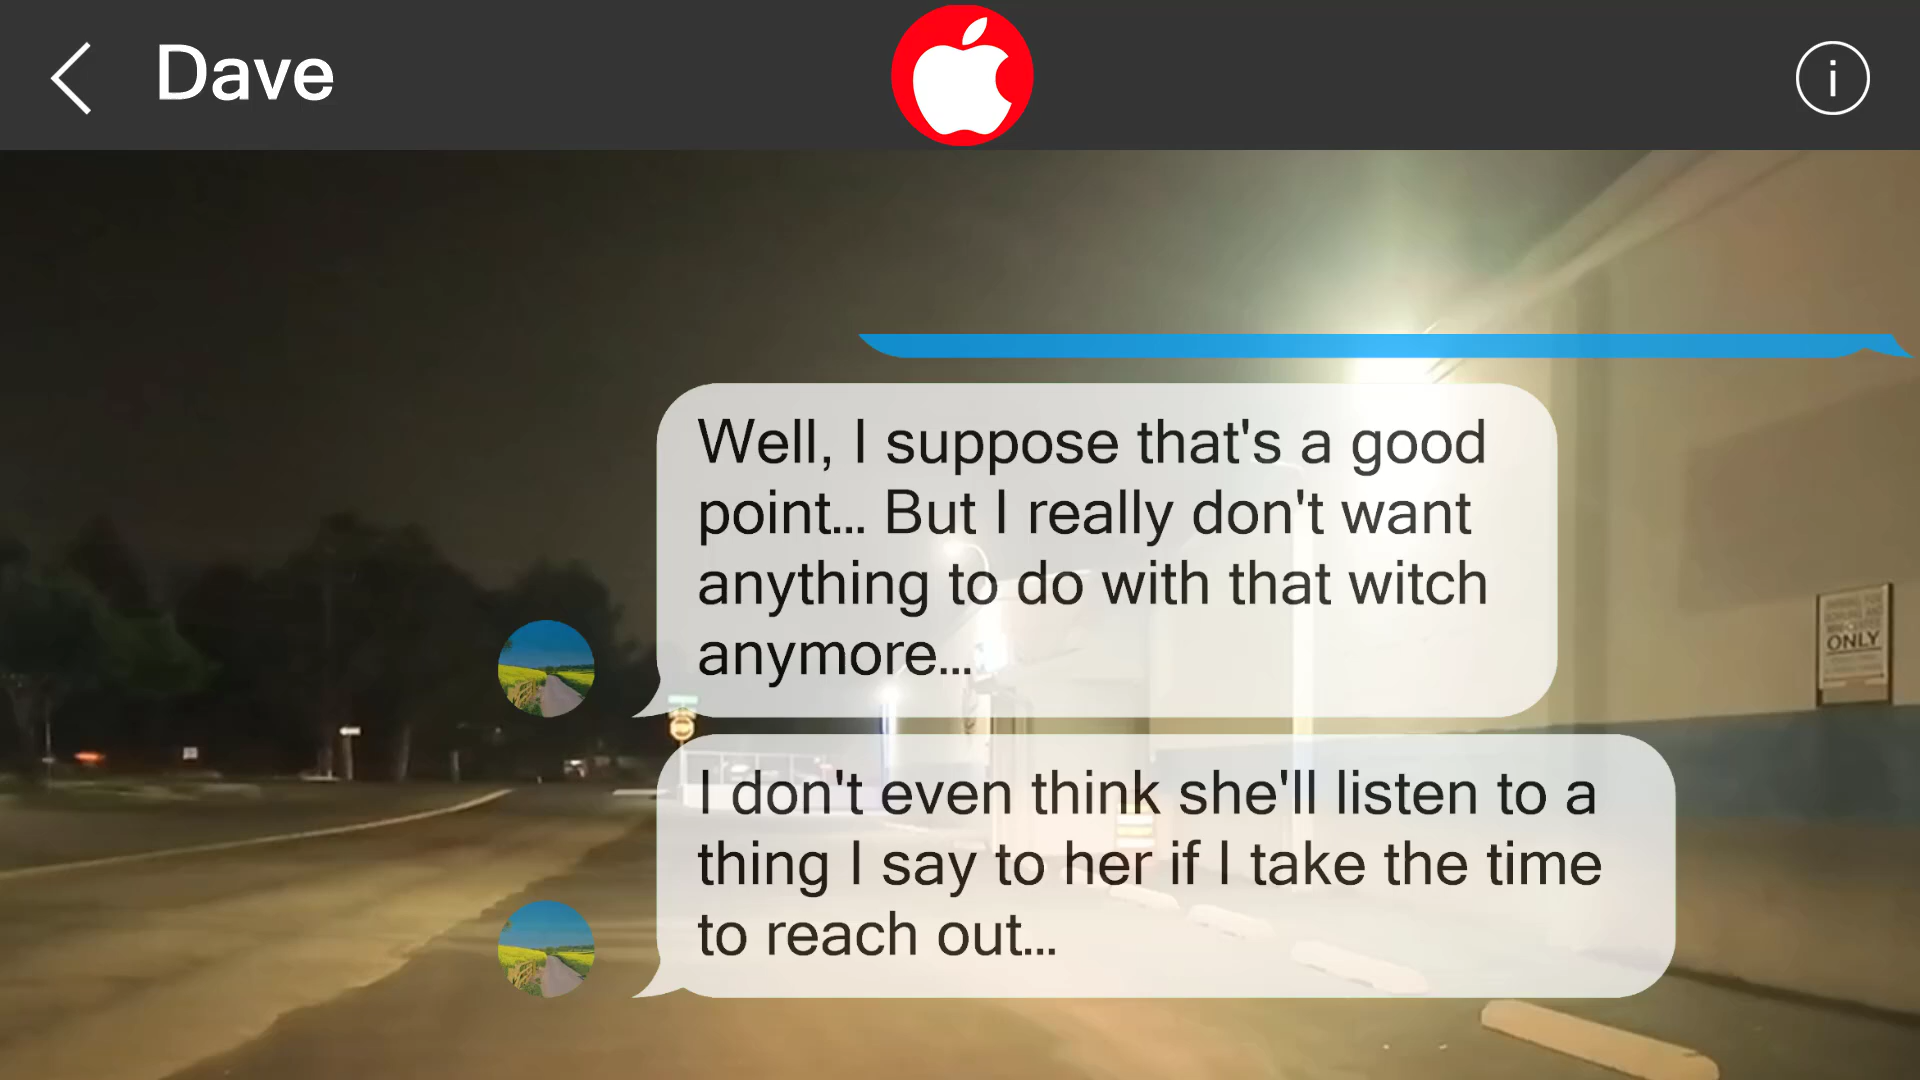 Dave
Well, I suppose that's a good
point... But I really don't want
anything to do with that witch
anymore...
I don't even think she'll listen to a
thing I say to her if I take the time
to reach out...
ONLY